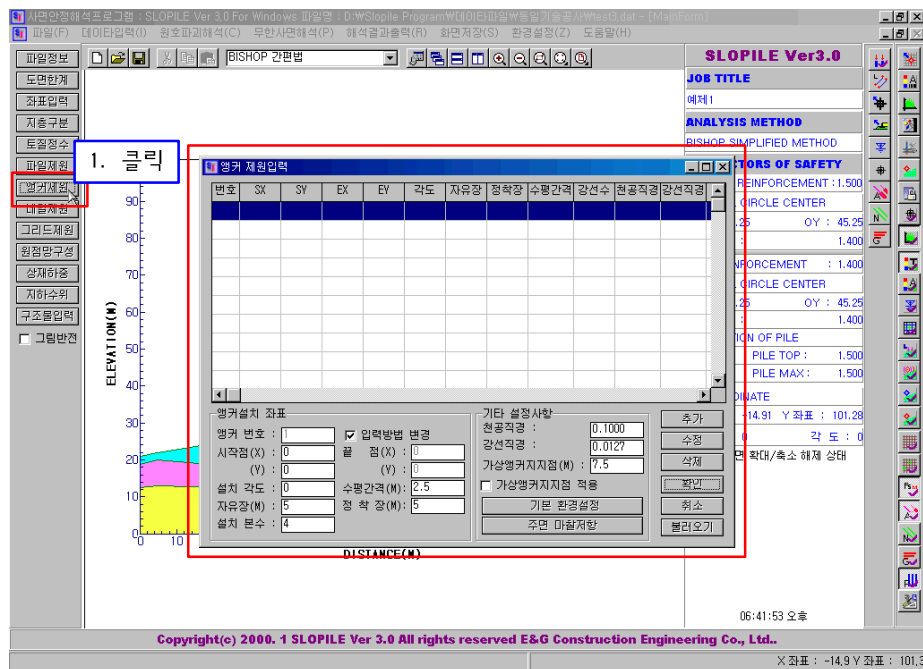 사면안정해석프로그램 : SLOPILE Ver 3.0 For Windows 파일명 : D:\Slopile Program\데이타파일\동일기술공사\test3.dat - [MainForm]
파일(F) 데이타입력(I) 원호파괴해석(C) 무한사면해석(P) 해석결과출력(R) 화면저장(S) 환경설정(Z) 도움말(H)
BISHOP 간편법
파일정보
도면한계
좌표입력
지층구분
토질정수
파일제원
앵커제원
네일제원
그리드제원
원점망구성
상재하중
지하수위
구조물입력
그림반전
1. 클릭
ELEVATION(M)
90
80
70
60
50
40
30
20
10
0
0 10
DISTANCE(M)
앵커 제원입력
번호 SX SY EX EY 각도 자유장 정착장 수평간격 강선수 천공직경 강선직경
앵커설치 좌표
앵커 번호 : 1 입력방법 변경
시작점(X) : 0 끝 점(X) : 0
(Y) : 0 (Y) : 0
설치 각도 : 0 수평간격(M): 2.5
자유장(M) : 5 정 착 장(M): 5
설치 본수 : 4
기타 설정사항
천공직경 : 0.1000
강선직경 : 0.0127
가상앵커지지점(M) : 7.5
가상앵커지지점 적용
기본 환경설정
주면 마찰저항
추가
수정
삭제
확인
취소
불러오기
SLOPILE Ver3.0
JOB TITLE
예제1
ANALYSIS METHOD
BISHOP SIMPLIFIED METHOD
TORS OF SAFETY
REINFORCEMENT : 1.500
CIRCLE CENTER
.25 OY : 45.25
: 1.400
NFORCEMENT : 1.400
CIRCLE CENTER
.25 OY : 45.25
: 1.400
ION OF PILE
PILE TOP : 1.500
PILE MAX : 1.500
DINATE
-14.91 Y 좌표 : 101.28
0 각 도 : 0
면 확대/축소 해제 상태
06:41:53 오후
Copyright(c) 2000. 1 SLOPILE Ver 3.0 All rights reserved E&G Construction Engineering Co., Ltd..
X 좌표 : -14.9 Y 좌표 : 101.3